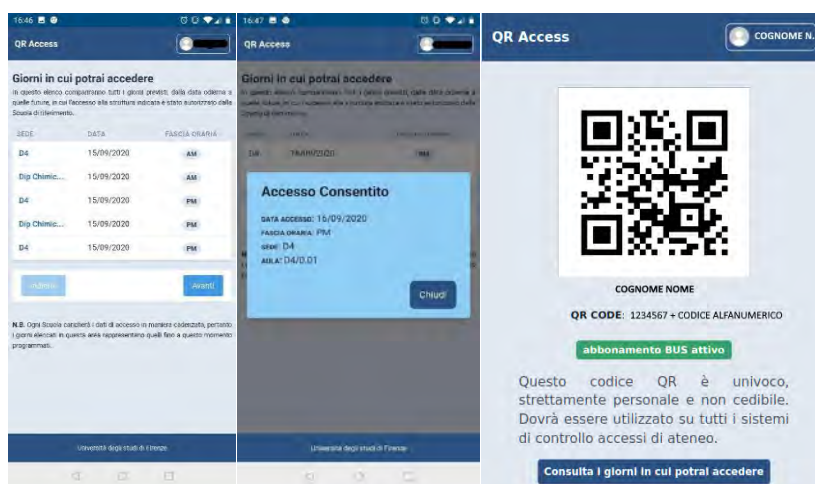 16:46
QR Access
Giorni in cui potrai accedere
In questo elenco compariranno tutti i giorni previsti, dalla data odierna a
quelle future, in cui l'accesso alla struttura indicata è stato autorizzato dalla
Scuola di riferimento.
SEDE DATA FASCIA ORARIA
D4 15/09/2020 AM
Dip Chimic... 15/09/2020 AM
D4 15/09/2020 PM
Dip Chimic... 15/09/2020 PM
D4 15/09/2020 PM
Indietro Avanti
N.B. Ogni Scuola caricherà i dati di accesso in maniera cadenzata, pertanto
i giorni elencati in questa area rappresentano quelli fino a questo momento
programmati.
Università degli studi di Firenze
16:47
QR Access
Giorni in cui potrai accedere
Accesso Consentito
DATA ACCESSO: 15/09/2020
FASCIA ORARIA: PM
SEDE: D4
AULA: D4/0.01
Chiudi
Università degli studi di Firenze
QR Access
COGNOME N.
COGNOME NOME
QR CODE: 1234567 + CODICE ALFANUMERICO
abbonamento BUS attivo
Questo codice QR è univoco,
strettamente personale e non cedibile.
Dovrà essere utilizzato su tutti i sistemi
di controllo accessi di ateneo.
Consulta i giorni in cui potrai accedere